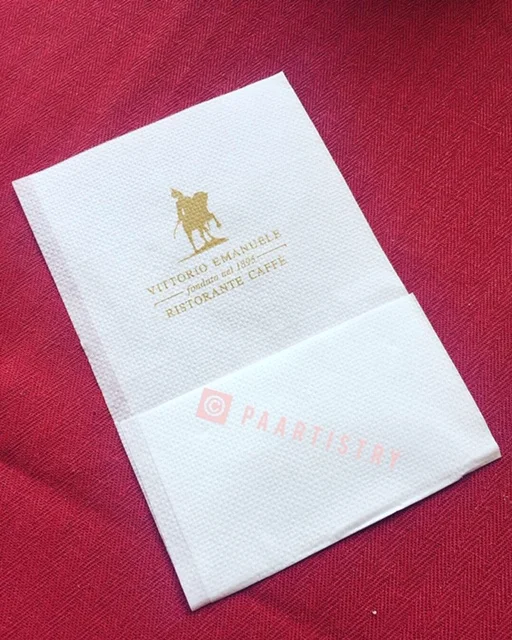 VITTORIO EMANUELE
fondato nel 1896
RISTORANTE CAFFÈ
© PAARTISTRY